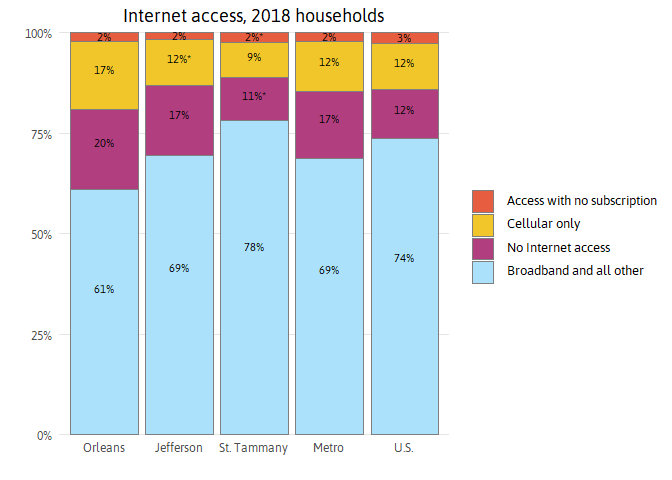 Internet access, 2018 households
100%
75%
50%
25%
0%
2% 2% 2%* 2% 3%
17% 12%* 9% 12% 12%
20% 17% 11%* 17% 12%
61% 69% 78% 69% 74%
Orleans Jefferson St. Tammany Metro U.S.
Access with no subscription
Cellular only
No Internet access
Broadband and all other